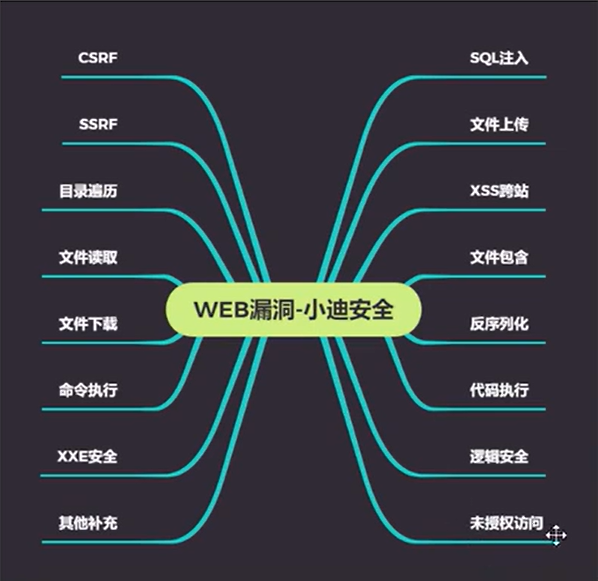 CSRF
SSRF
目录遍历
文件读取
文件下载
命令执行
XXE安全
其他补充
WEB漏洞-小迪安全
SQL注入
文件上传
XSS跨站
文件包含
反序列化
代码执行
逻辑安全
未授权访问